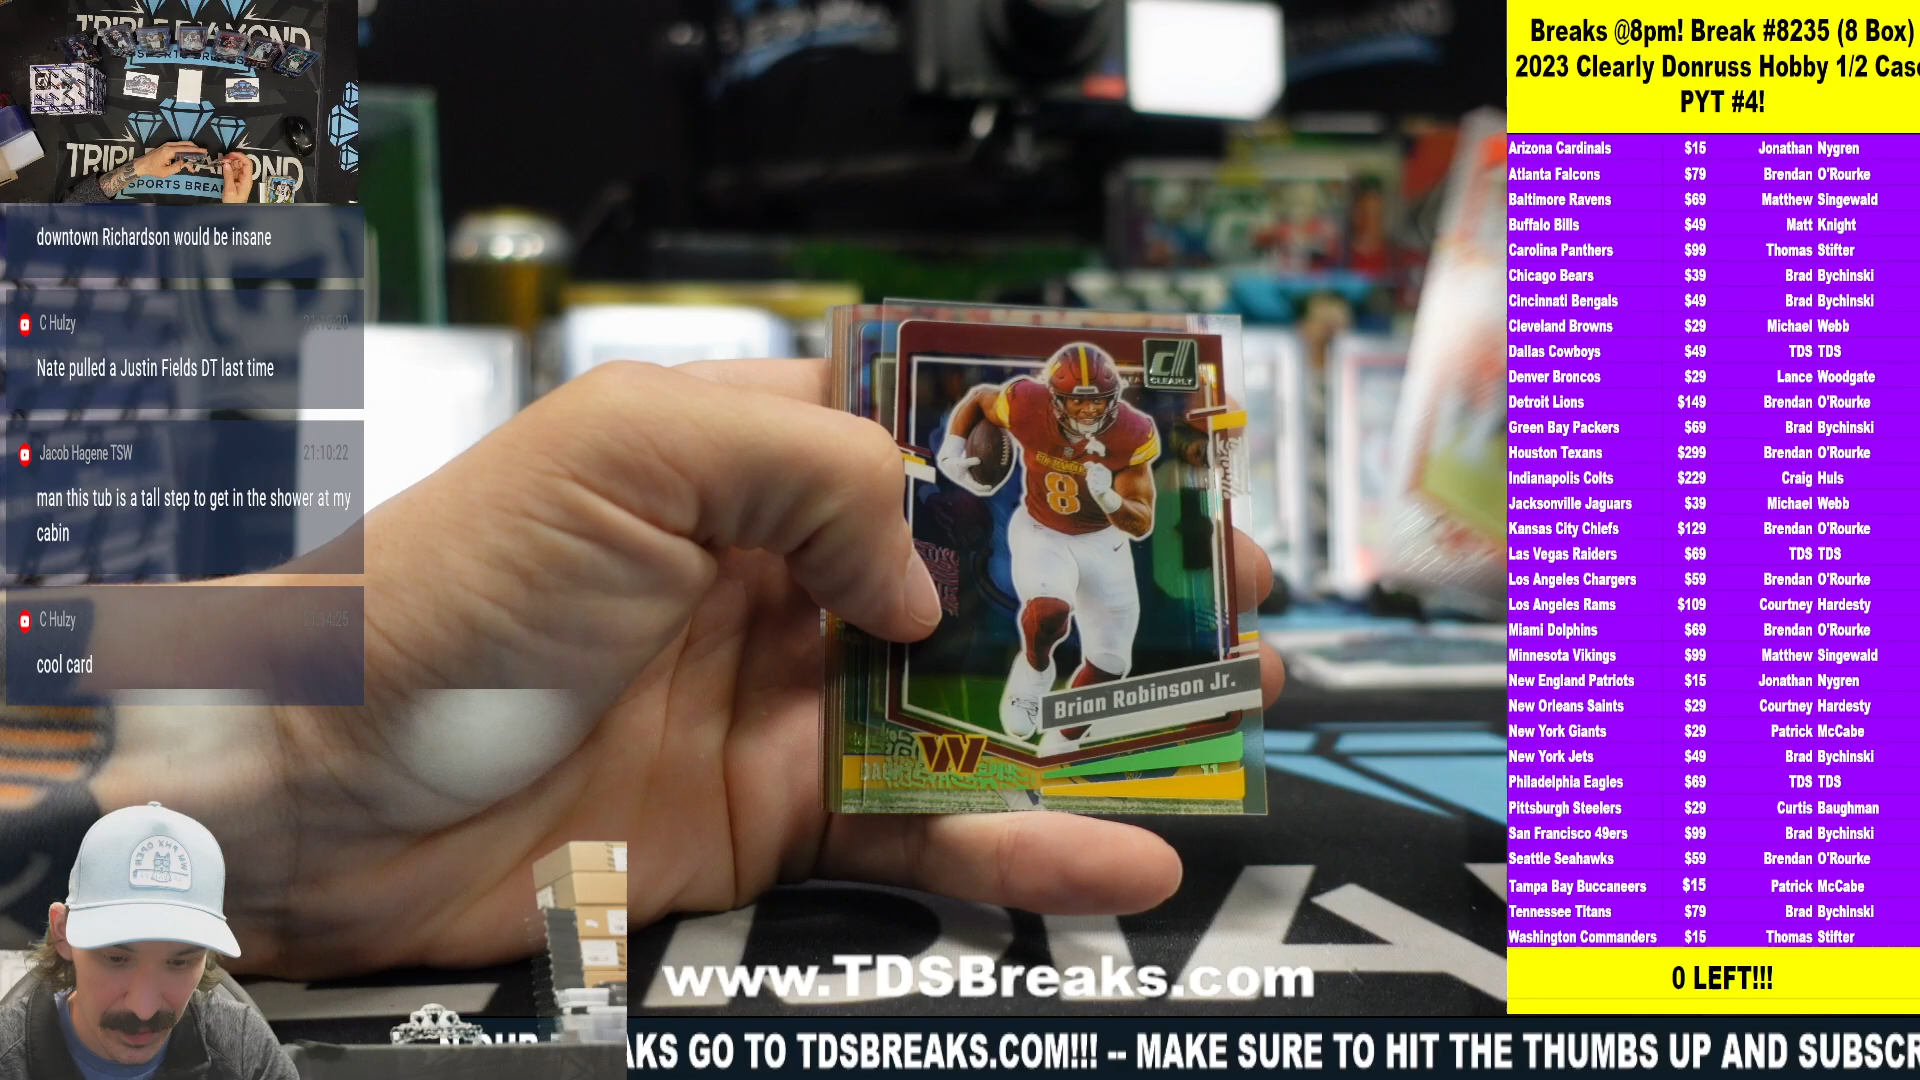 TRIPLE DIAMOND
SPORTS BREAKS
TRIPLE DIAMOND
SPORTS BREAKS
downtown Richardson would be insane
C Hulzy
Nate pulled a Justin Fields DT last time
Jacob Hagene TSW 21:10:22
man this tub is a tall step to get in the shower at my
cabin
C Hulzy
cool card
CLEARLY
8
Brian Robinson Jr.
W
www.TDSBreaks.com
AKS GO TO TDSBREAKS.COM!!! -- MAKE SURE TO HIT THE THUMBS UP AND SUBSCR
Breaks @8pm! Break #8235 (8 Box)
2023 Clearly Donruss Hobby 1/2 Case
PYT #4!
Arizona Cardinals $15 Jonathan Nygren
Atlanta Falcons $79 Brendan O'Rourke
Baltimore Ravens $69 Matthew Singewald
Buffalo Bills $49 Matt Knight
Carolina Panthers $99 Thomas Stifter
Chicago Bears $39 Brad Bychinski
Cincinnati Bengals $49 Brad Bychinski
Cleveland Browns $29 Michael Webb
Dallas Cowboys $49 TDS TDS
Denver Broncos $29 Lance Woodgate
Detroit Lions $149 Brendan O'Rourke
Green Bay Packers $69 Brad Bychinski
Houston Texans $299 Brendan O'Rourke
Indianapolis Colts $229 Craig Huls
Jacksonville Jaguars $39 Michael Webb
Kansas City Chiefs $129 Brendan O'Rourke
Las Vegas Raiders $69 TDS TDS
Los Angeles Chargers $59 Brendan O'Rourke
Los Angeles Rams $109 Courtney Hardesty
Miami Dolphins $69 Brendan O'Rourke
Minnesota Vikings $99 Matthew Singewald
New England Patriots $15 Jonathan Nygren
New Orleans Saints $29 Courtney Hardesty
New York Giants $29 Patrick McCabe
New York Jets $49 Brad Bychinski
Philadelphia Eagles $69 TDS TDS
Pittsburgh Steelers $29 Curtis Baughman
San Francisco 49ers $99 Brad Bychinski
Seattle Seahawks $59 Brendan O'Rourke
Tampa Bay Buccaneers $15 Patrick McCabe
Tennessee Titans $79 Brad Bychinski
Washington Commanders $15 Thomas Stifter
0 LEFT!!!